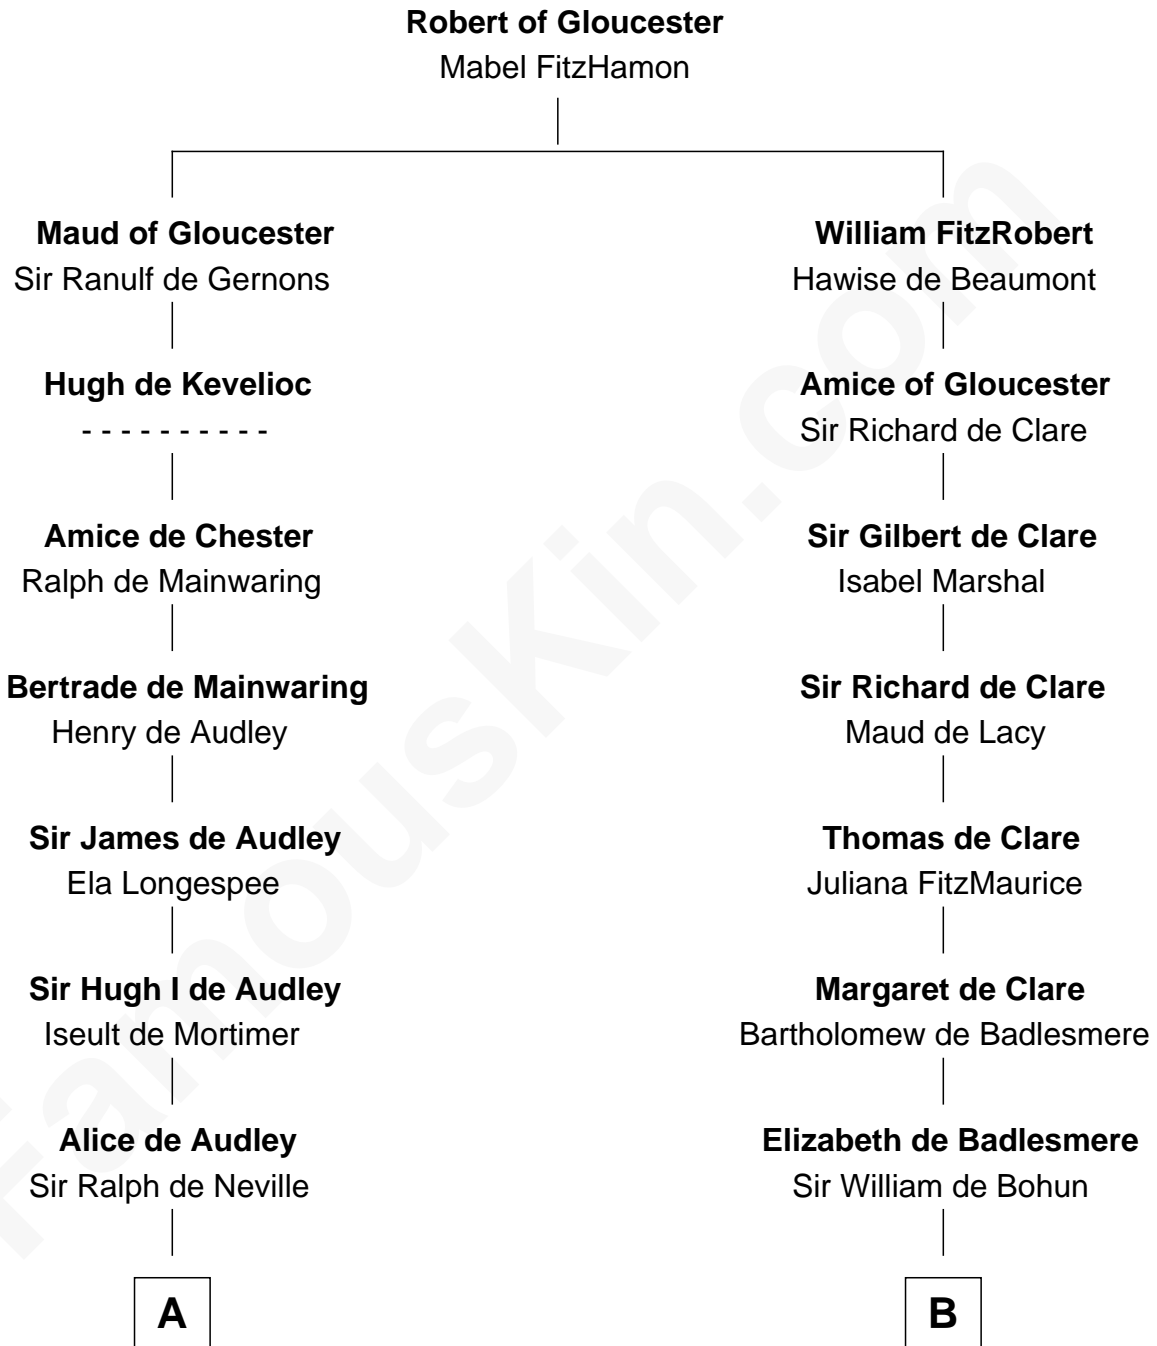 Robert of Gloucester
Mabel FitzHamon
Maud of Gloucester
Sir Ranulf de Gernons
William FitzRobert
Hawise de Beaumont
Hugh de Kevelioc
- - - - - - - - - -
Amice of Gloucester
Sir Richard de Clare
Amice de Chester
Ralph de Mainwaring
Sir Gilbert de Clare
Isabel Marshal
Bertrade de Mainwaring
Henry de Audley
Sir Richard de Clare
Maud de Lacy
Sir James de Audley
Ela Longespee
Thomas de Clare
Juliana FitzMaurice
Sir Hugh I de Audley
Iseult de Mortimer
Margaret de Clare
Bartholomew de Badlesmere
Alice de Audley
Sir Ralph de Neville
Elizabeth de Badlesmere
Sir William de Bohun
A
B
FamousKin.com